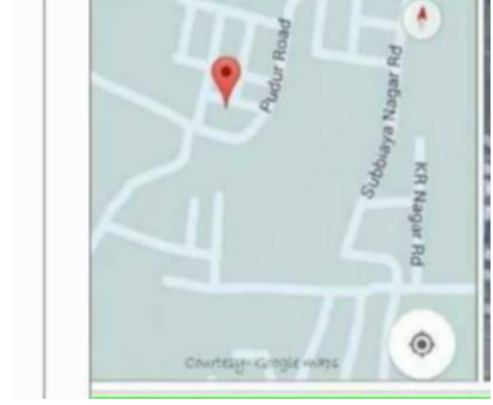 Pudur Road
Subbiaya Nagar Rd
KR Nagar Rd
Courtesy- Google maps